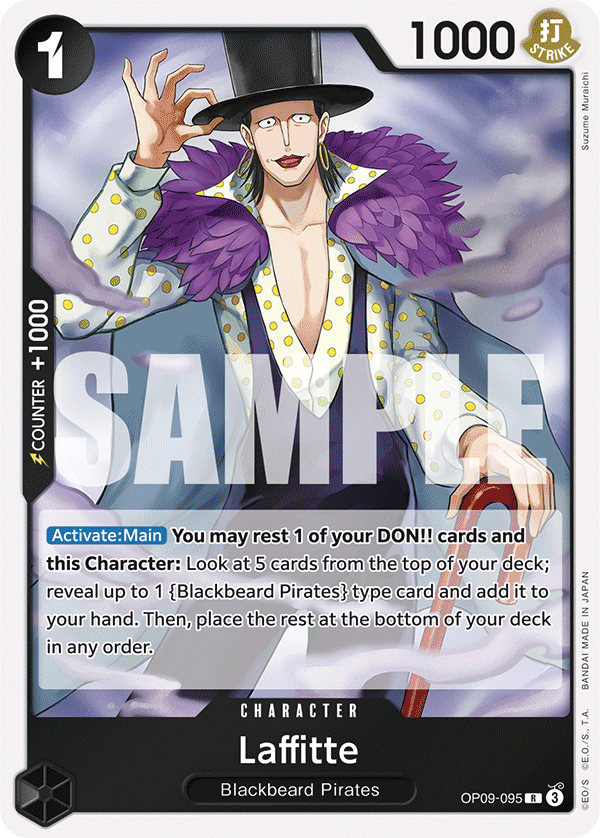 1
1000
打
STRIKE
Suzume Muraichi
COUNTER +1000
SAMPLE
Activate:Main You may rest 1 of your DON!! cards and
this Character: Look at 5 cards from the top of your deck;
reveal up to 1 {Blackbeard Pirates} type card and add it to
your hand. Then, place the rest at the bottom of your deck
in any order.
CHARACTER
Laffitte
Blackbeard Pirates
OP09-095 R 3
©EO/S ©E.O./S., T.A. BANDAI MADE IN JAPAN